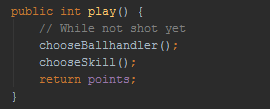 public int play() {
    // While not shot yet
    chooseBallhandler();
    chooseSkill();
    return points;
}